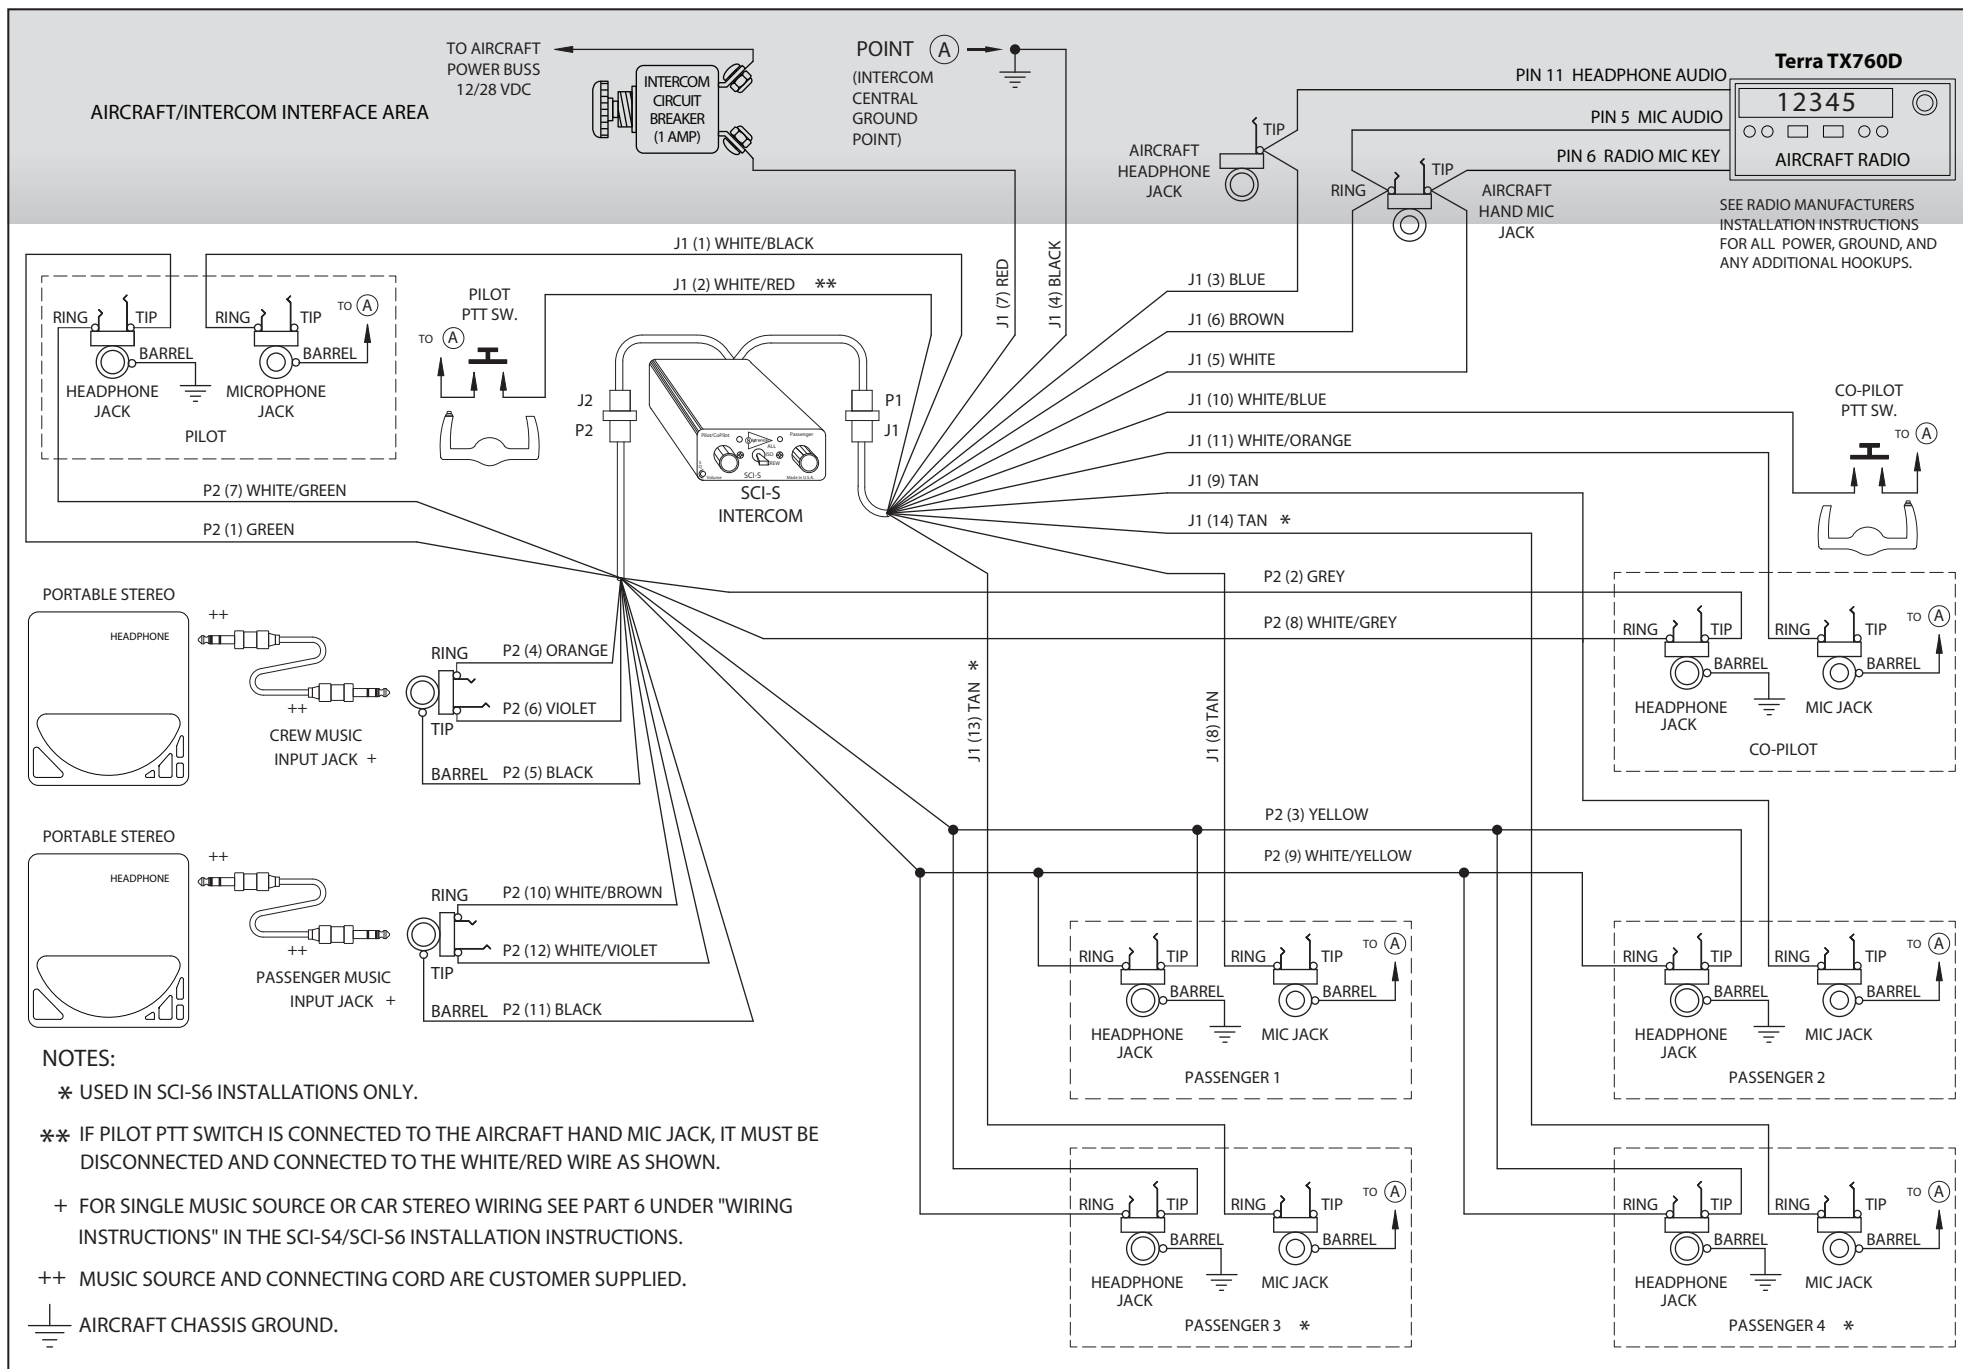 TO AIRCRAFT
POWER BUSS
12/28 VDC
INTERCOM
CIRCUIT
BREAKER
(1 AMP)
POINT A
(INTERCOM
CENTRAL
GROUND
POINT)
AIRCRAFT/INTERCOM INTERFACE AREA
Terra TX760D
PIN 11 HEADPHONE AUDIO
PIN 5 MIC AUDIO
PIN 6 RADIO MIC KEY
12345
AIRCRAFT RADIO
TIP
AIRCRAFT
HEADPHONE
JACK
RING
TIP
AIRCRAFT
HAND MIC
JACK
SEE RADIO MANUFACTURERS
INSTALLATION INSTRUCTIONS
FOR ALL POWER, GROUND, AND
ANY ADDITIONAL HOOKUPS.
J1 (1) WHITE/BLACK
J1 (2) WHITE/RED **
J1 (7) RED
J1 (4) BLACK
J1 (3) BLUE
J1 (6) BROWN
J1 (5) WHITE
J1 (10) WHITE/BLUE
J1 (11) WHITE/ORANGE
J1 (9) TAN
J1 (14) TAN *
RING
TIP
BARREL
HEADPHONE
JACK
RING
TIP
TO A
BARREL
MICROPHONE
JACK
PILOT
PILOT
PTT SW.
TO A
J2
P2
P1
J1
Pilot/CoPilot
Passenger
ALL
ISO
CREW
Volume
SCI-S
Made in U.S.A.
SCI-S
INTERCOM
CO-PILOT
PTT SW.
TO A
P2 (7) WHITE/GREEN
P2 (1) GREEN
P2 (2) GREY
P2 (8) WHITE/GREY
RING
TIP
BARREL
HEADPHONE
JACK
RING
TIP
TO A
BARREL
MIC JACK
CO-PILOT
PORTABLE STEREO
HEADPHONE
++
++
CREW MUSIC
INPUT JACK +
RING
P2 (4) ORANGE
P2 (6) VIOLET
TIP
BARREL
P2 (5) BLACK
J1 (13) TAN *
J1 (8) TAN
P2 (3) YELLOW
P2 (9) WHITE/YELLOW
PORTABLE STEREO
HEADPHONE
++
++
PASSENGER MUSIC
INPUT JACK +
RING
P2 (10) WHITE/BROWN
P2 (12) WHITE/VIOLET
TIP
BARREL
P2 (11) BLACK
RING
TIP
BARREL
HEADPHONE
JACK
RING
TIP
TO A
BARREL
MIC JACK
PASSENGER 1
RING
TIP
BARREL
HEADPHONE
JACK
RING
TIP
TO A
BARREL
MIC JACK
PASSENGER 2
RING
TIP
BARREL
HEADPHONE
JACK
RING
TIP
TO A
BARREL
MIC JACK
PASSENGER 3 *
RING
TIP
BARREL
HEADPHONE
JACK
RING
TIP
TO A
BARREL
MIC JACK
PASSENGER 4 *
NOTES:
* USED IN SCI-S6 INSTALLATIONS ONLY.
** IF PILOT PTT SWITCH IS CONNECTED TO THE AIRCRAFT HAND MIC JACK, IT MUST BE
DISCONNECTED AND CONNECTED TO THE WHITE/RED WIRE AS SHOWN.
+ FOR SINGLE MUSIC SOURCE OR CAR STEREO WIRING SEE PART 6 UNDER "WIRING
INSTRUCTIONS" IN THE SCI-S4/SCI-S6 INSTALLATION INSTRUCTIONS.
++ MUSIC SOURCE AND CONNECTING CORD ARE CUSTOMER SUPPLIED.
AIRCRAFT CHASSIS GROUND.